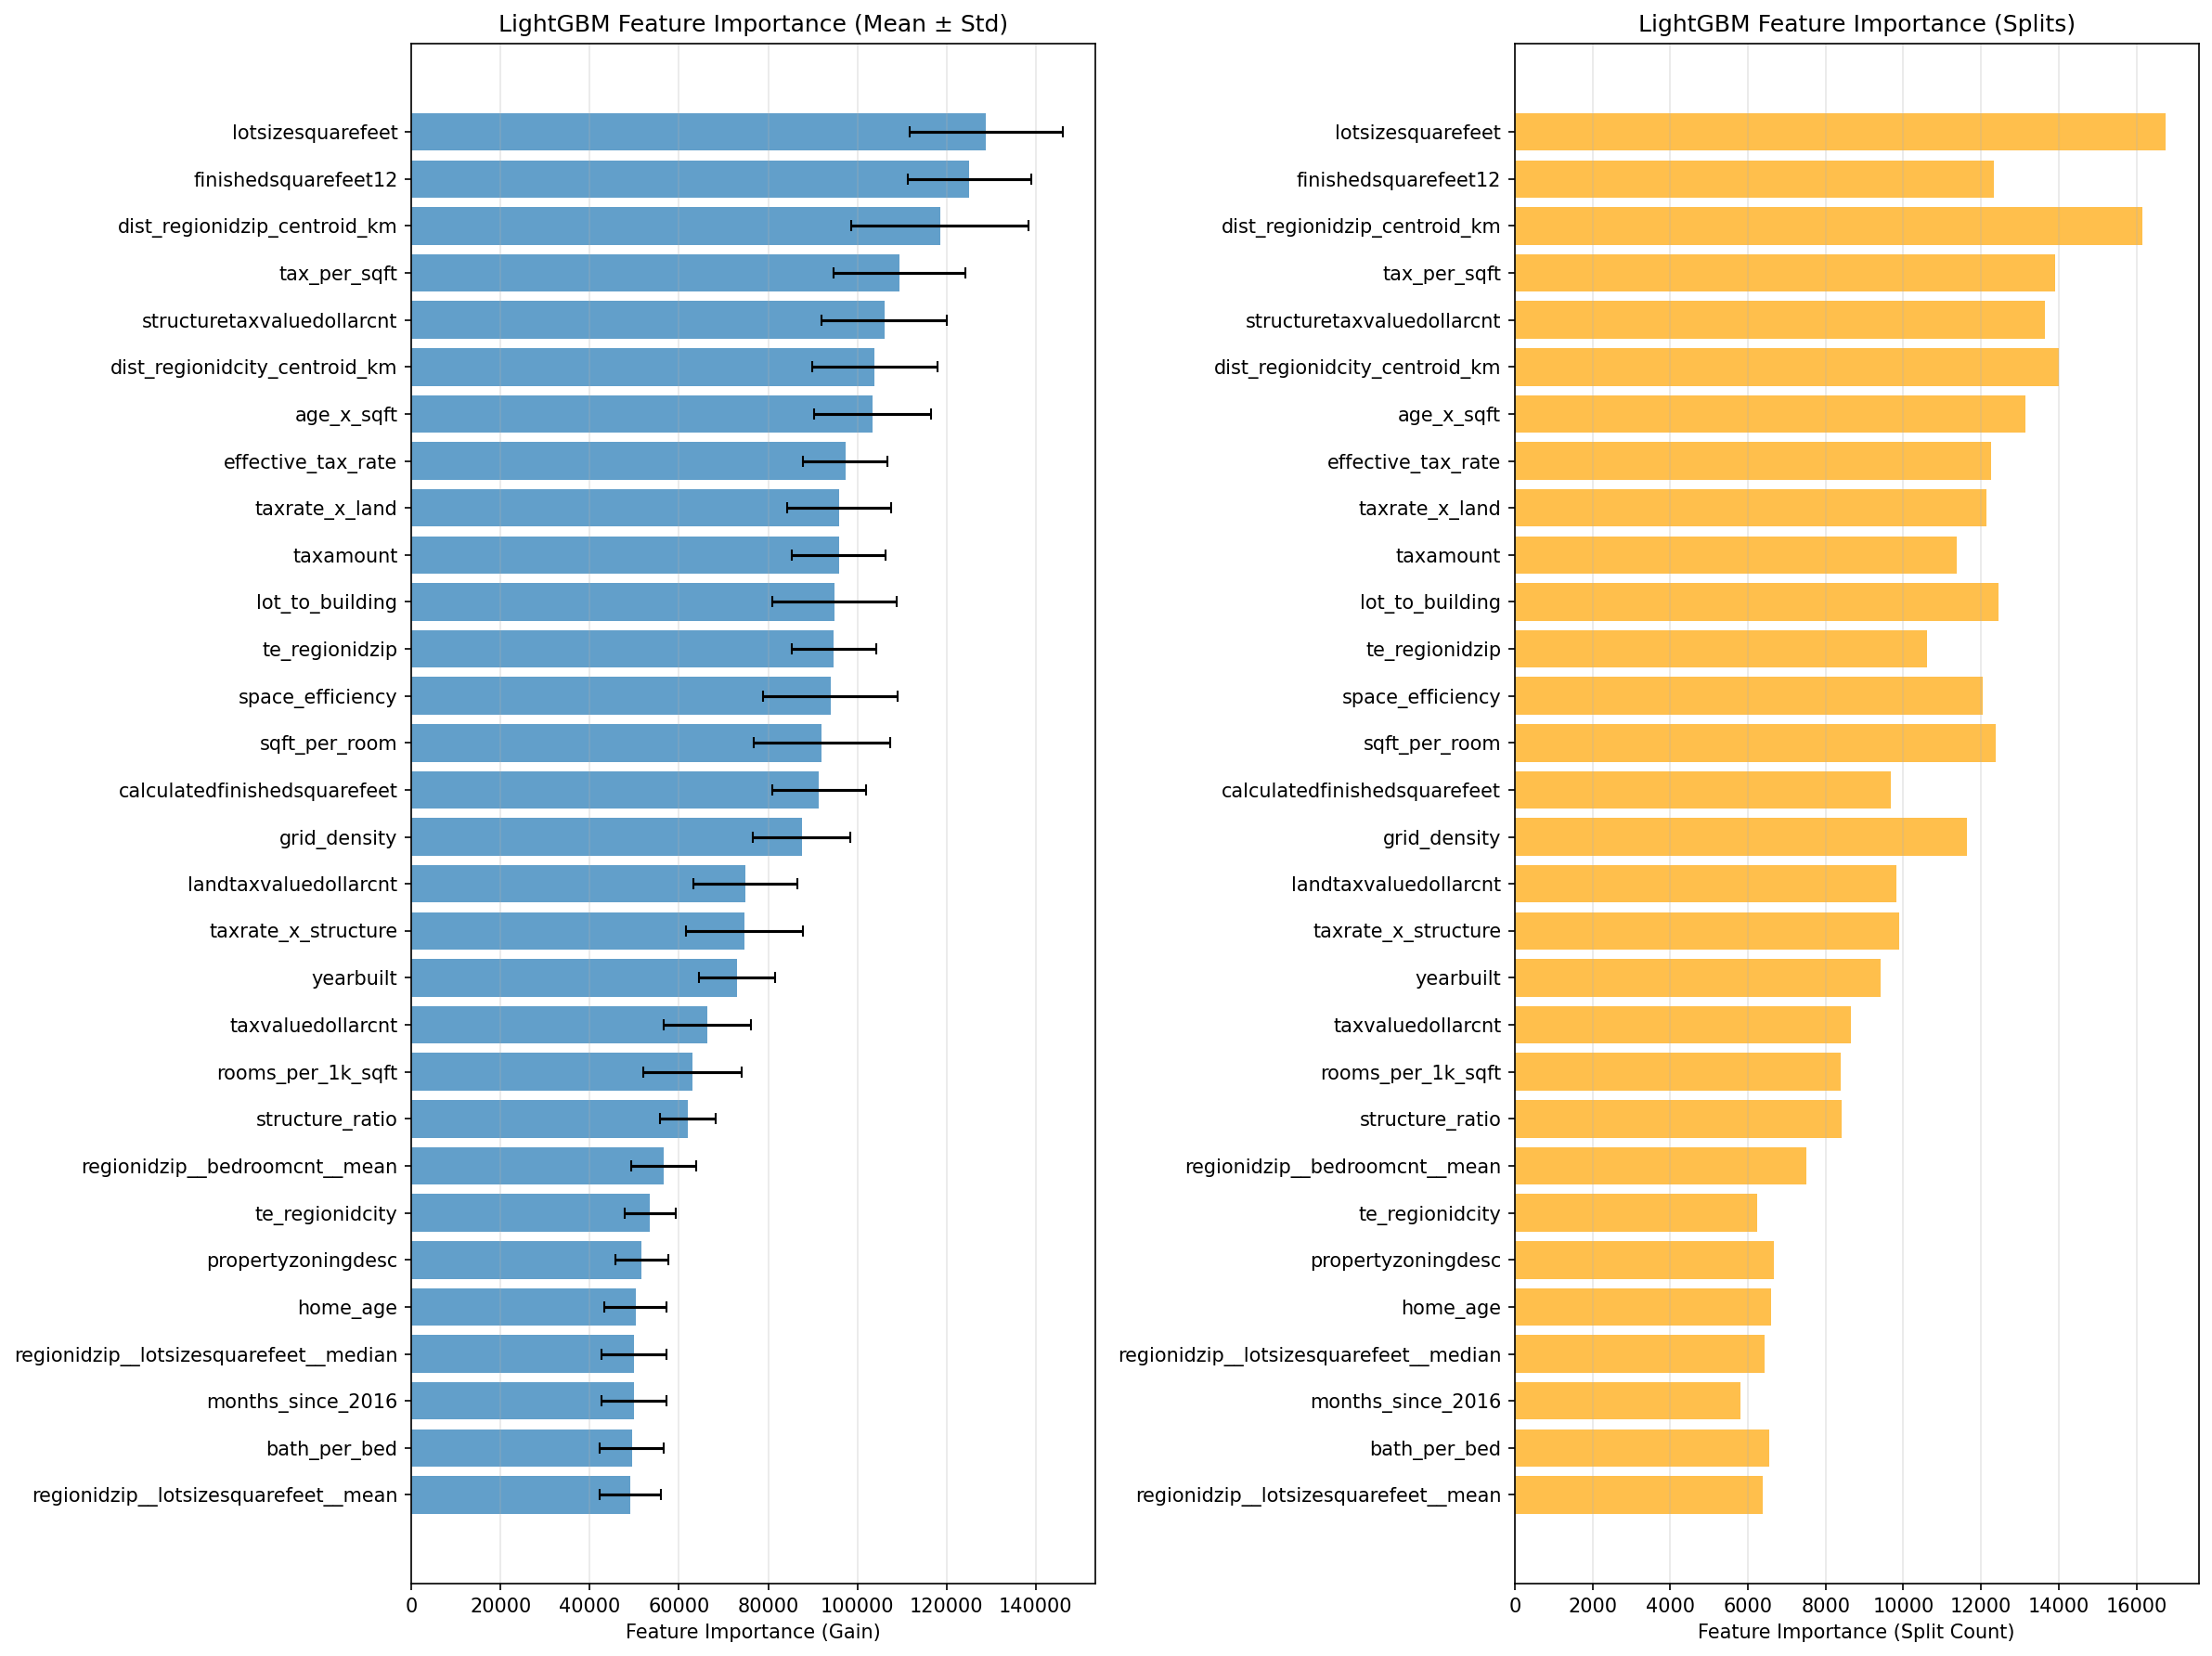 LightGBM Feature Importance (Mean ± Std)
lotsizesquarefeet
finishedsquarefeet12
dist_regionidzip_centroid_km
tax_per_sqft
structuretaxvaluedollarcnt
dist_regionidcity_centroid_km
age_x_sqft
effective_tax_rate
taxrate_x_land
taxamount
lot_to_building
te_regionidzip
space_efficiency
sqft_per_room
calculatedfinishedsquarefeet
grid_density
landtaxvaluedollarcnt
taxrate_x_structure
yearbuilt
taxvaluedollarcnt
rooms_per_1k_sqft
structure_ratio
regionidzip__bedroomcnt__mean
te_regionidcity
propertyzoningdesc
home_age
regionidzip__lotsizesquarefeet__median
months_since_2016
bath_per_bed
regionidzip__lotsizesquarefeet__mean
0 20000 40000 60000 80000 100000 120000 140000
Feature Importance (Gain)
LightGBM Feature Importance (Splits)
lotsizesquarefeet
finishedsquarefeet12
dist_regionidzip_centroid_km
tax_per_sqft
structuretaxvaluedollarcnt
dist_regionidcity_centroid_km
age_x_sqft
effective_tax_rate
taxrate_x_land
taxamount
lot_to_building
te_regionidzip
space_efficiency
sqft_per_room
calculatedfinishedsquarefeet
grid_density
landtaxvaluedollarcnt
taxrate_x_structure
yearbuilt
taxvaluedollarcnt
rooms_per_1k_sqft
structure_ratio
regionidzip__bedroomcnt__mean
te_regionidcity
propertyzoningdesc
home_age
regionidzip__lotsizesquarefeet__median
months_since_2016
bath_per_bed
regionidzip__lotsizesquarefeet__mean
0 2000 4000 6000 8000 10000 12000 14000 16000
Feature Importance (Split Count)